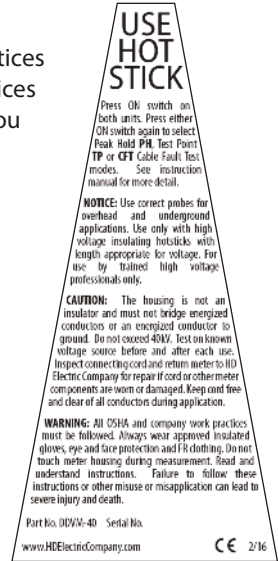 tices
ices
ou
USE
HOT
STICK
Press ON switch on
both units. Press either
ON switch again to select
Peak Hold PH, Test Point
TP or CFT Cable Fault Test
modes. See instruction
manual for more detail.
NOTICE: Use correct probes for
overhead and underground
applications. Use only with high
voltage insulating hotsticks with
length appropriate for voltage. For
use by trained high voltage
professionals only.
CAUTION: The housing is not an
insulator and must not bridge energized
conductors or an energized conductor to
ground. Do not exceed 40kV. Test on known
voltage source before and after each use.
Inspect connecting cord and return meter to HD
Electric Company for repair if cord or other meter
components are worn or damaged. Keep cord free
and clear of all conductors during application.
WARNING: All OSHA and company work practices
must be followed. Always wear approved insulated
gloves, eye and face protection and FR clothing. Do not
touch meter housing during measurement. Read and
understand instructions. Failure to follow these
instructions or other misuse or misapplication can lead to
severe injury and death.
Part No. DDVM-40 Serial No.
www.HDElectricCompany.com CE 2/16